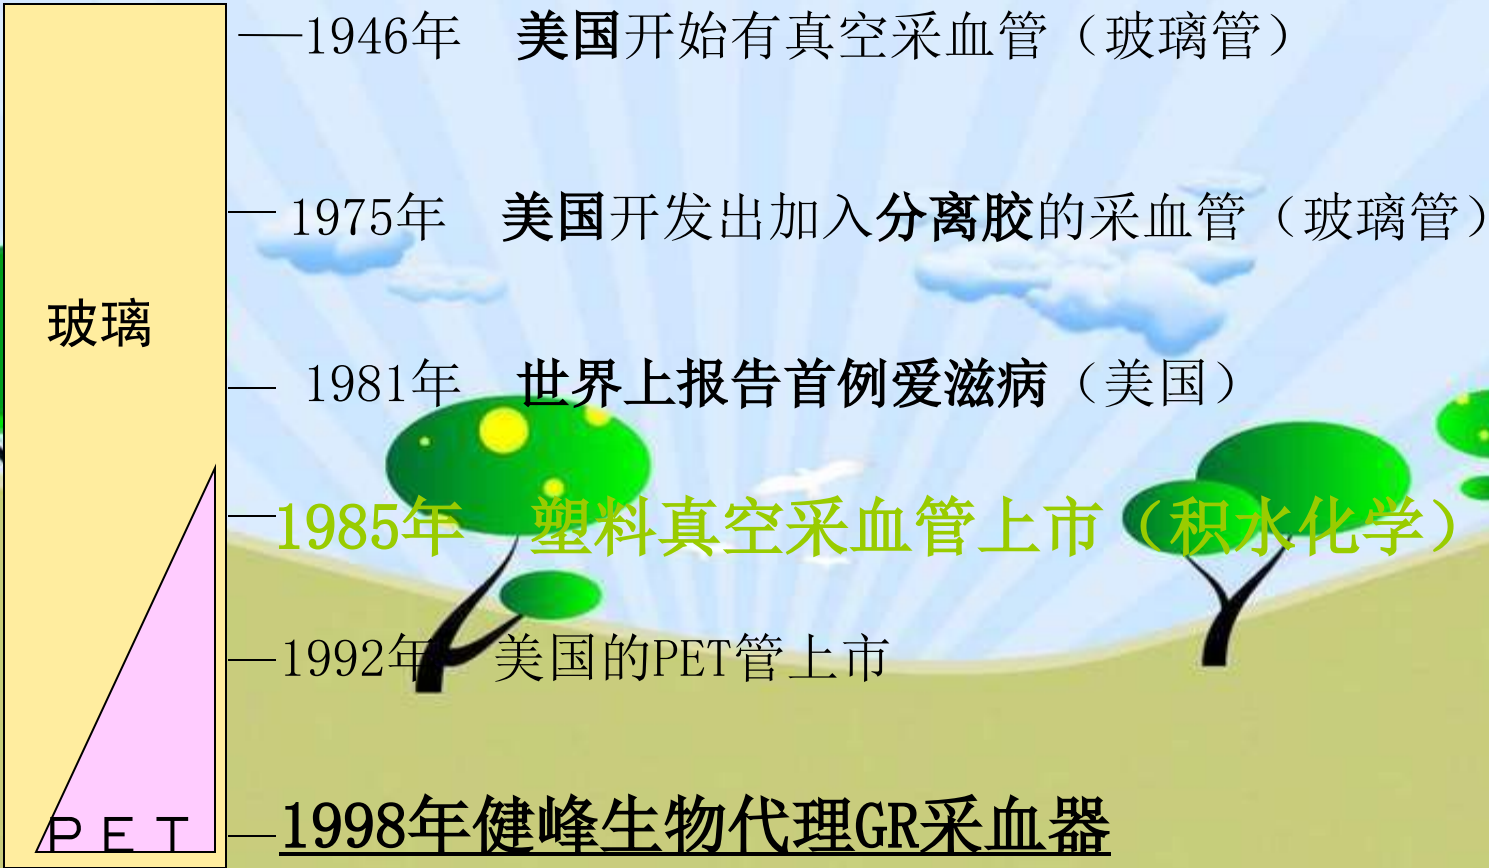 1946年 美国开始有真空采血管（玻璃管）
1975年 美国开发出加入分离胶的采血管（玻璃管）
玻璃
1981年 世界上报告首例爱滋病（美国）
1985年 塑料真空采血管上市（积水化学）
1992年 美国的PET管上市
1998年健峰生物代理GR采血器
ＰＥＴ